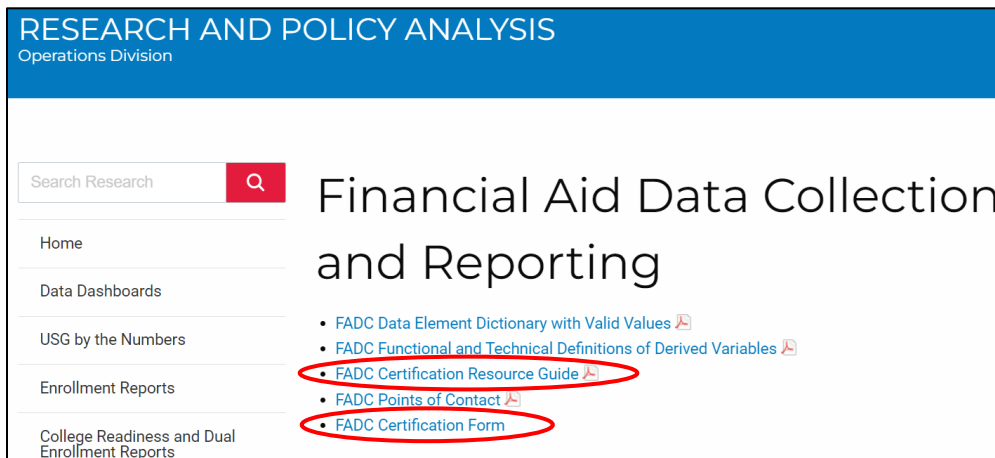 RESEARCH AND POLICY ANALYSIS
Operations Division
Search Research
Home
Data Dashboards
USG by the Numbers
Enrollment Reports
College Readiness and Dual
Enrollment Reports
Financial Aid Data Collection
and Reporting
• FADC Data Element Dictionary with Valid Values
• FADC Functional and Technical Definitions of Derived Variables
• FADC Certification Resource Guide
• FADC Points of Contact
• FADC Certification Form